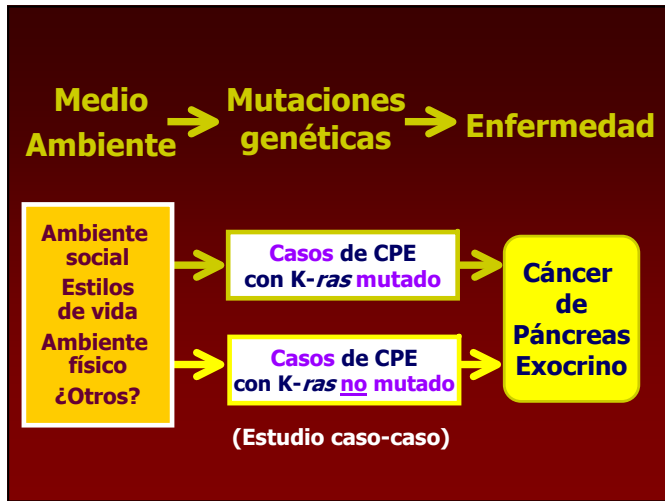 Medio
Ambiente
Mutaciones
genéticas
Enfermedad
Ambiente
social
Estilos
de vida
Ambiente
físico
¿Otros?
Casos de CPE
con K-ras mutado
Casos de CPE
con K-ras no mutado
(Estudio caso-caso)
Cáncer
de
Páncreas
Exocrino